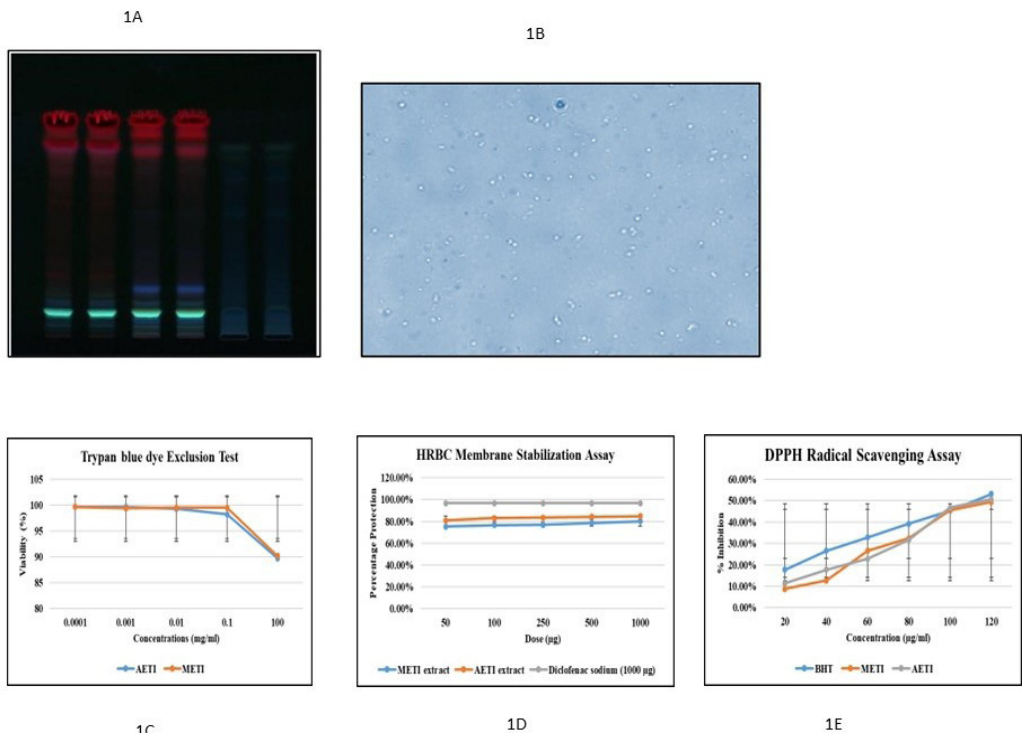 1A
1B
Trypan blue dye Exclusion Test
105
100
95
90
85
80
Viability (%)
0.0001 0.001 0.01 0.1 100
Concentrations (mg/ml)
AETI METI
HRBC Membrane Stabilization Assay
120.00%
100.00%
80.00%
60.00%
40.00%
20.00%
0.00%
Percentage Protection
50 100 250 500 1000
Dose (µg)
METI extract AETI extract Diclofenac sodium (1000 µg)
DPPH Radical Scavenging Assay
60.00%
50.00%
40.00%
30.00%
20.00%
10.00%
0.00%
% Inhibition
20 40 60 80 100 120
Concentration (µg/ml)
BHT METI AETI
1C
1D
1E